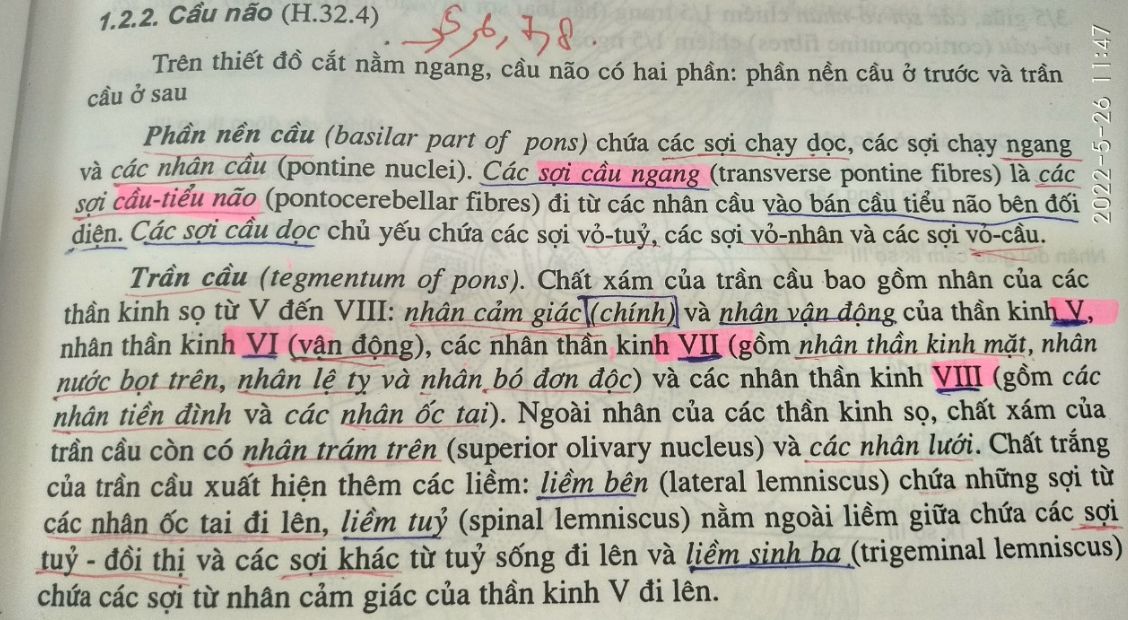 1.2.2. Cầu não (H.32.4)
→ 5, 6, 7, 8.
Trên thiết đồ cắt nằm ngang, cầu não có hai phần: phần nền cầu ở trước và trần
cầu ở sau
Phần nền cầu (basilar part of pons) chứa các sợi chạy dọc, các sợi chạy ngang
và các nhân cầu (pontine nuclei). Các sợi cầu ngang (transverse pontine fibres) là các
sợi cầu-tiểu não (pontocerebellar fibres) đi từ các nhân cầu vào bán cầu tiểu não bên đối
diện. Các sợi cầu dọc chủ yếu chứa các sợi vỏ-tuỷ, các sợi vỏ-nhân và các sợi vỏ-cầu.
Trần cầu (tegmentum of pons). Chất xám của trần cầu bao gồm nhân của các
thần kinh sọ từ V đến VIII: nhân cảm giác (chính) và nhân vận động của thần kinh V,
nhân thần kinh VI (vận động), các nhân thần kinh VII (gồm nhân thần kinh mặt, nhân
nước bọt trên, nhân lệ tỵ và nhân bó đơn độc) và các nhân thần kinh VIII (gồm các
nhân tiền đình và các nhân ốc tai). Ngoài nhân của các thần kinh sọ, chất xám của
trần cầu còn có nhân trám trên (superior olivary nucleus) và các nhân lưới. Chất trắng
của trần cầu xuất hiện thêm các liềm: liềm bên (lateral lemniscus) chứa những sợi từ
các nhân ốc tai đi lên, liềm tuỷ (spinal lemniscus) nằm ngoài liềm giữa chứa các sợi
tuỷ - đồi thị và các sợi khác từ tuỷ sống đi lên và liềm sinh ba (trigeminal lemniscus)
chứa các sợi từ nhân cảm giác của thần kinh V đi lên.
2022-5-26 11:47